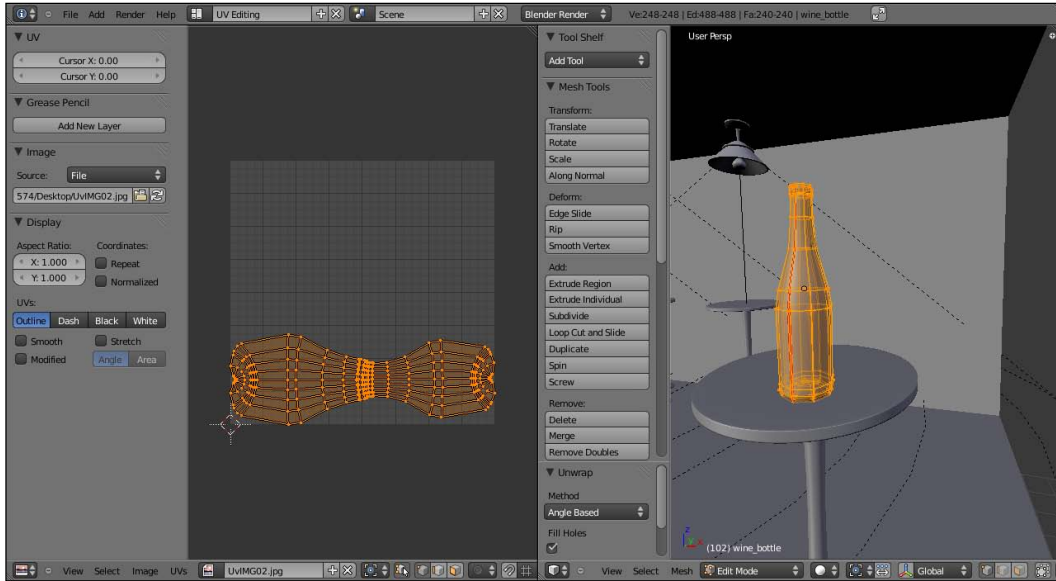 File Add Render Help UV Editing Scene Blender Render Ve:248-248 | Ed:488-488 | Fa:240-240 | wine_bottle
UV
Cursor X: 0.00
Cursor Y: 0.00
Grease Pencil
Add New Layer
Image
Source: File
574/Desktop/UvIMG02.jpg
Display
Aspect Ratio: Coordinates:
X: 1.000 Repeat
Y: 1.000 Normalized
UVs:
Outline Dash Black White
Smooth Stretch
Modified Angle Area
Tool Shelf
Add Tool
Mesh Tools
Transform:
Translate
Rotate
Scale
Along Normal
Deform:
Edge Slide
Rip
Smooth Vertex
Add:
Extrude Region
Extrude Individual
Subdivide
Loop Cut and Slide
Duplicate
Spin
Screw
Remove:
Delete
Merge
Remove Doubles
Unwrap
Method
Angle Based
Fill Holes
User Persp
z
x
(102) wine_bottle
View Select Image UVs UvIMG02.jpg
View Select Mesh Edit Mode Global